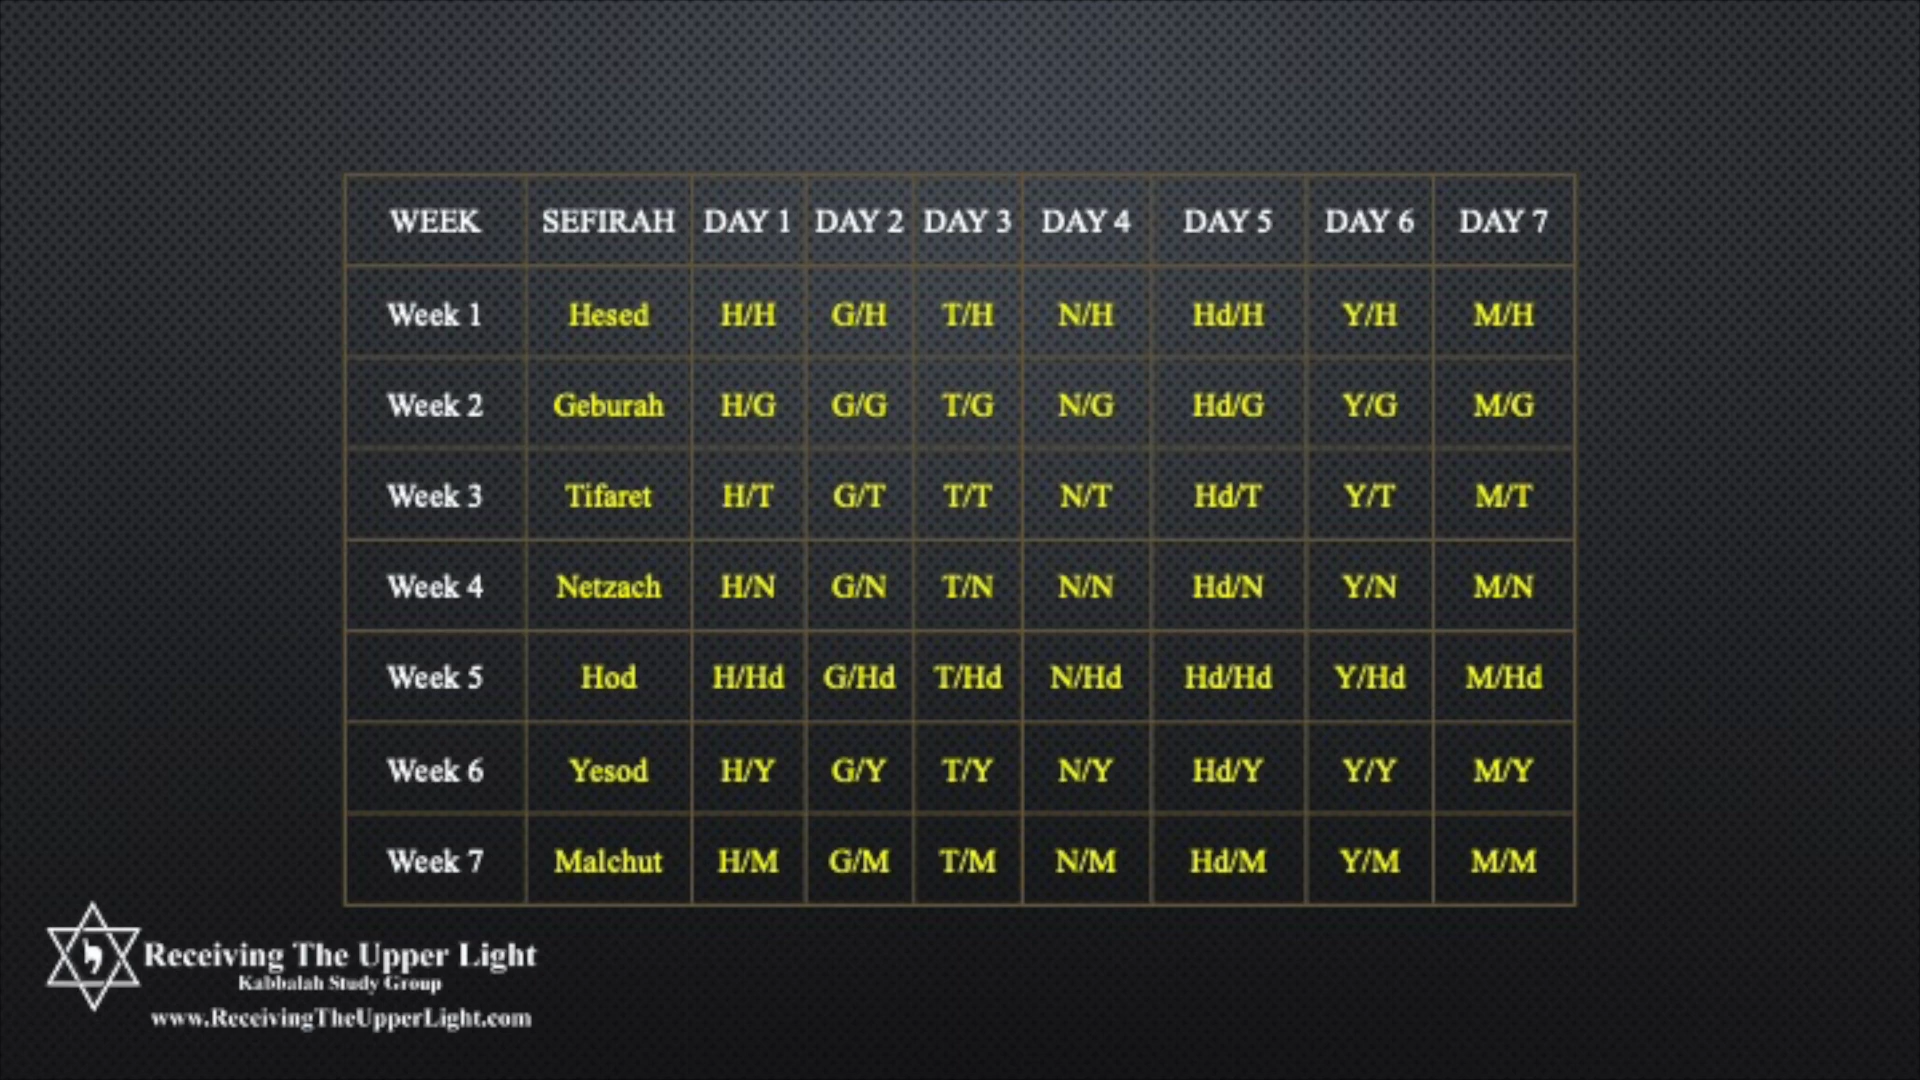 WEEK SEFIRAH DAY 1 DAY 2 DAY 3 DAY 4 DAY 5 DAY 6 DAY 7
Week 1 Hesed H/H G/H T/H N/H Hd/H Y/H M/H
Week 2 Geburah H/G G/G T/G N/G Hd/G Y/G M/G
Week 3 Tifaret H/T G/T T/T N/T Hd/T Y/T M/T
Week 4 Netzach H/N G/N T/N N/N Hd/N Y/N M/N
Week 5 Hod H/Hd G/Hd T/Hd N/Hd Hd/Hd Y/Hd M/Hd
Week 6 Yesod H/Y G/Y T/Y N/Y Hd/Y Y/Y M/Y
Week 7 Malchut H/M G/M T/M N/M Hd/M Y/M M/M
י
Receiving The Upper Light
Kabbalah Study Group
www.ReceivingTheUpperLight.com